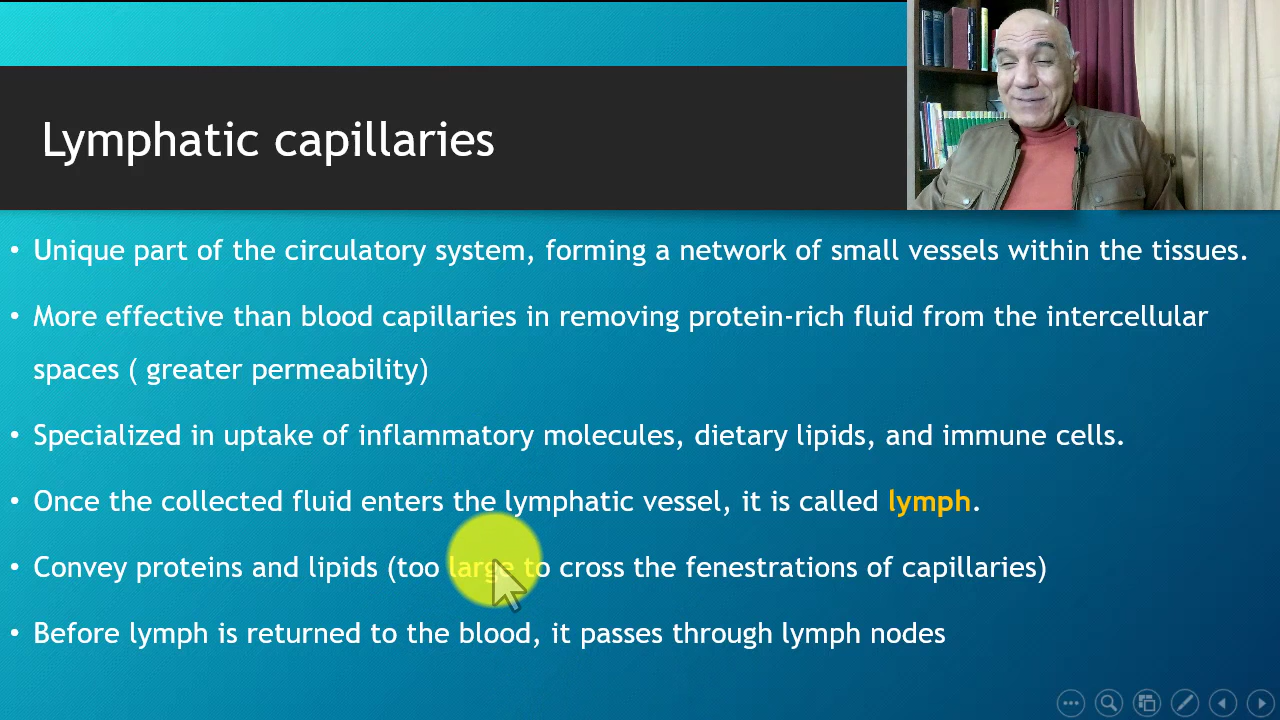 Lymphatic capillaries
• Unique part of the circulatory system, forming a network of small vessels within the tissues.
• More effective than blood capillaries in removing protein-rich fluid from the intercellular
spaces ( greater permeability)
• Specialized in uptake of inflammatory molecules, dietary lipids, and immune cells.
• Once the collected fluid enters the lymphatic vessel, it is called lymph.
• Convey proteins and lipids (too large to cross the fenestrations of capillaries)
• Before lymph is returned to the blood, it passes through lymph nodes